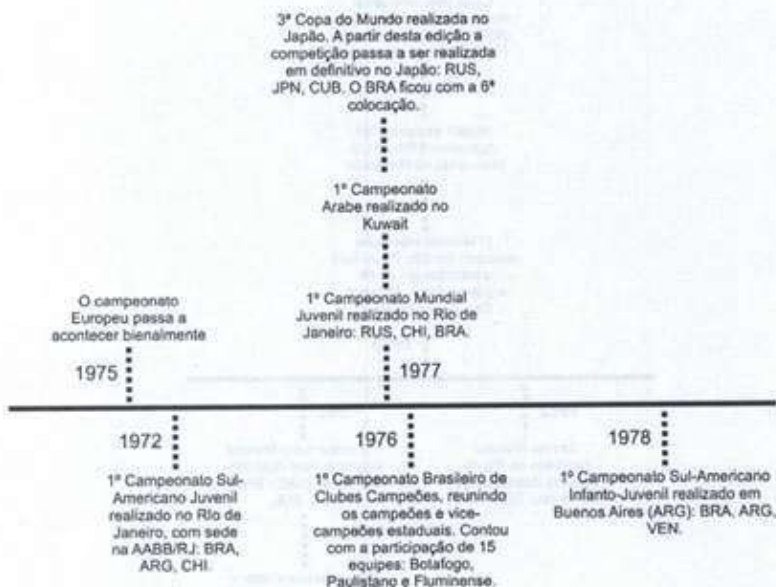 3ª Copa do Mundo realizada no
Japão. A partir desta edição a
competição passa a ser realizada
em definitivo no Japão: RUS,
JPN, CUB. O BRA ficou com a 6ª
colocação.
1º Campeonato
Arabe realizado no
Kuwait
O campeonato
Europeu passa a
acontecer bienalmente
1º Campeonato Mundial
Juvenil realizado no Rio de
Janeiro: RUS, CHI, BRA.
1975
1977
1972
1976
1978
1º Campeonato Sul-
Americano Juvenil
realizado no Rio de
Janeiro, com sede
na AABB/RJ: BRA,
ARG, CHI.
1º Campeonato Brasileiro de
Clubes Campeões, reunindo
os campeões e vice-
campeões estaduais. Contou
com a participação de 15
equipes: Botafogo,
Paulistano e Fluminense.
1º Campeonato Sul-Americano
Infanto-Juvenil realizado em
Buenos Aires (ARG): BRA, ARG,
VEN.